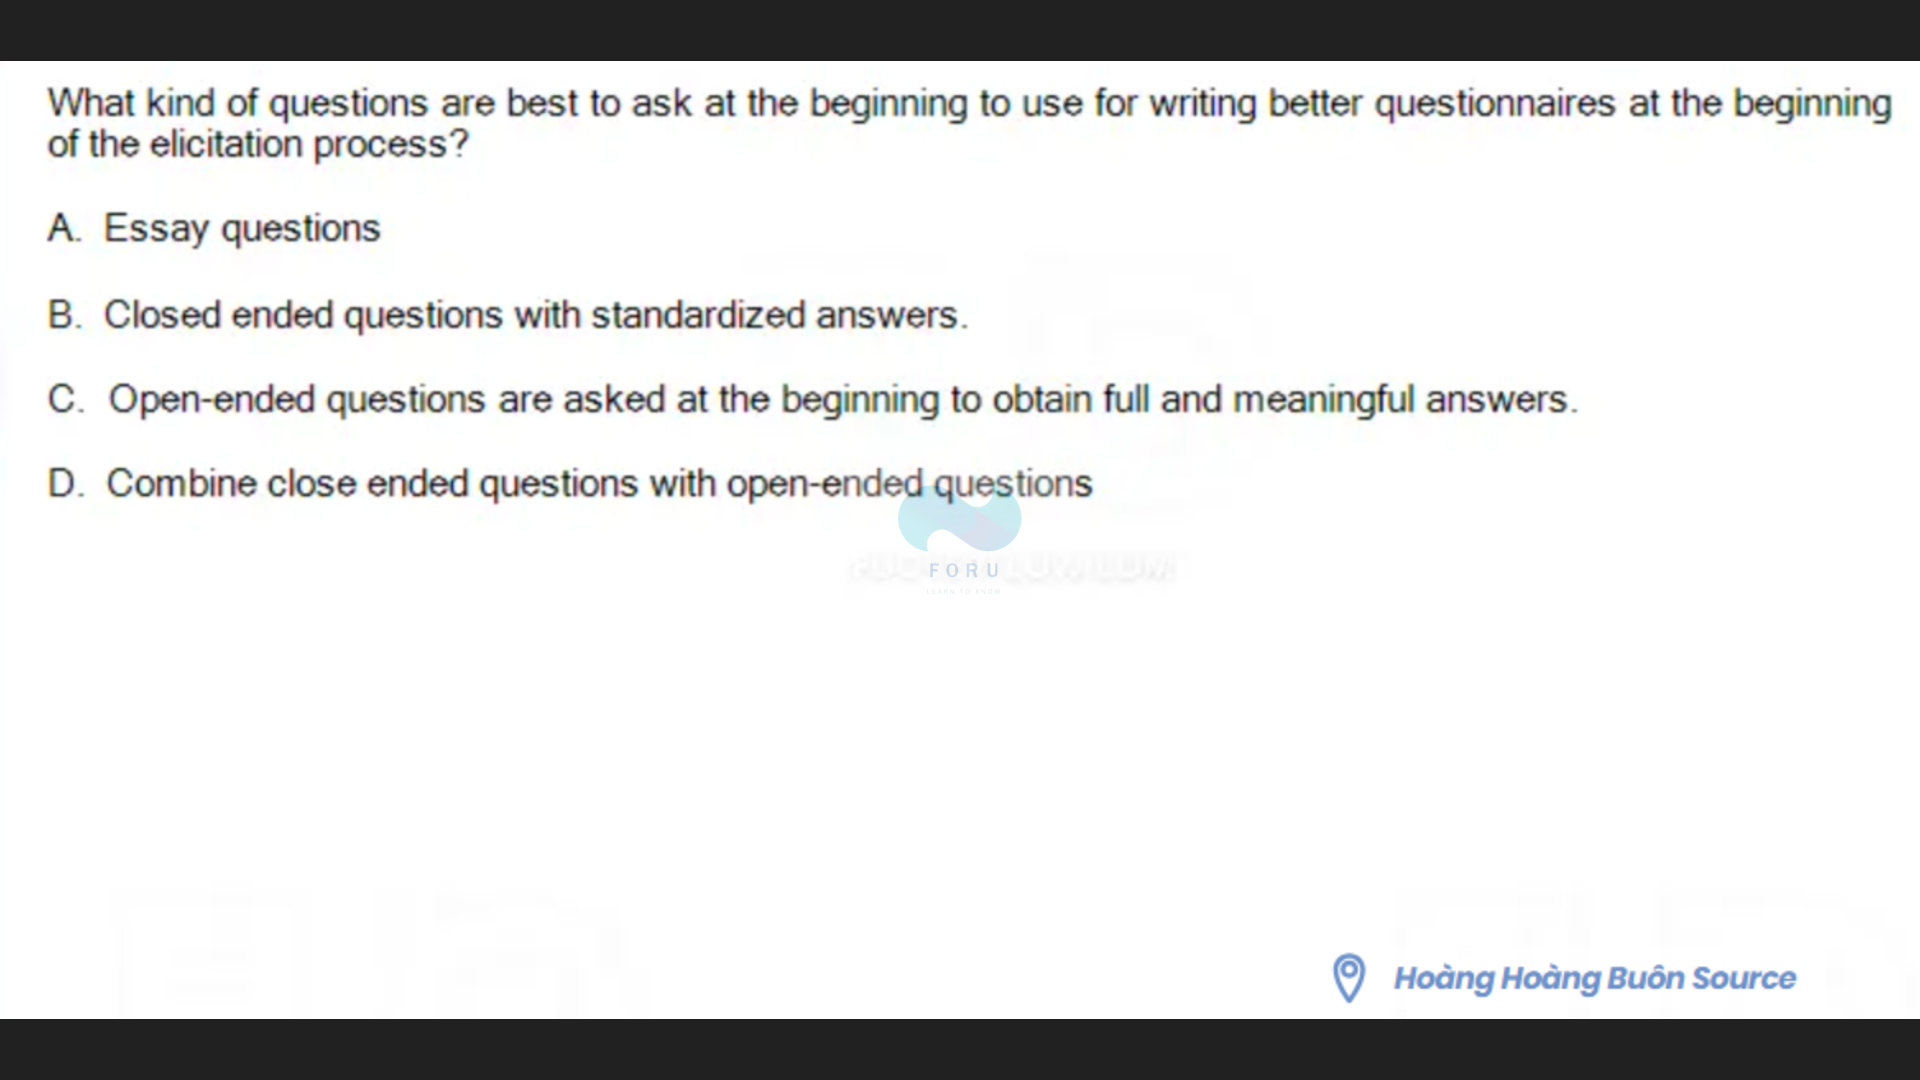 What kind of questions are best to ask at the beginning to use for writing better questionnaires at the beginning
of the elicitation process?
A. Essay questions
B. Closed ended questions with standardized answers.
C. Open-ended questions are asked at the beginning to obtain full and meaningful answers.
D. Combine close ended questions with open-ended questions
FORU
LEARN TO KNOW
Hoàng Hoàng Buôn Source